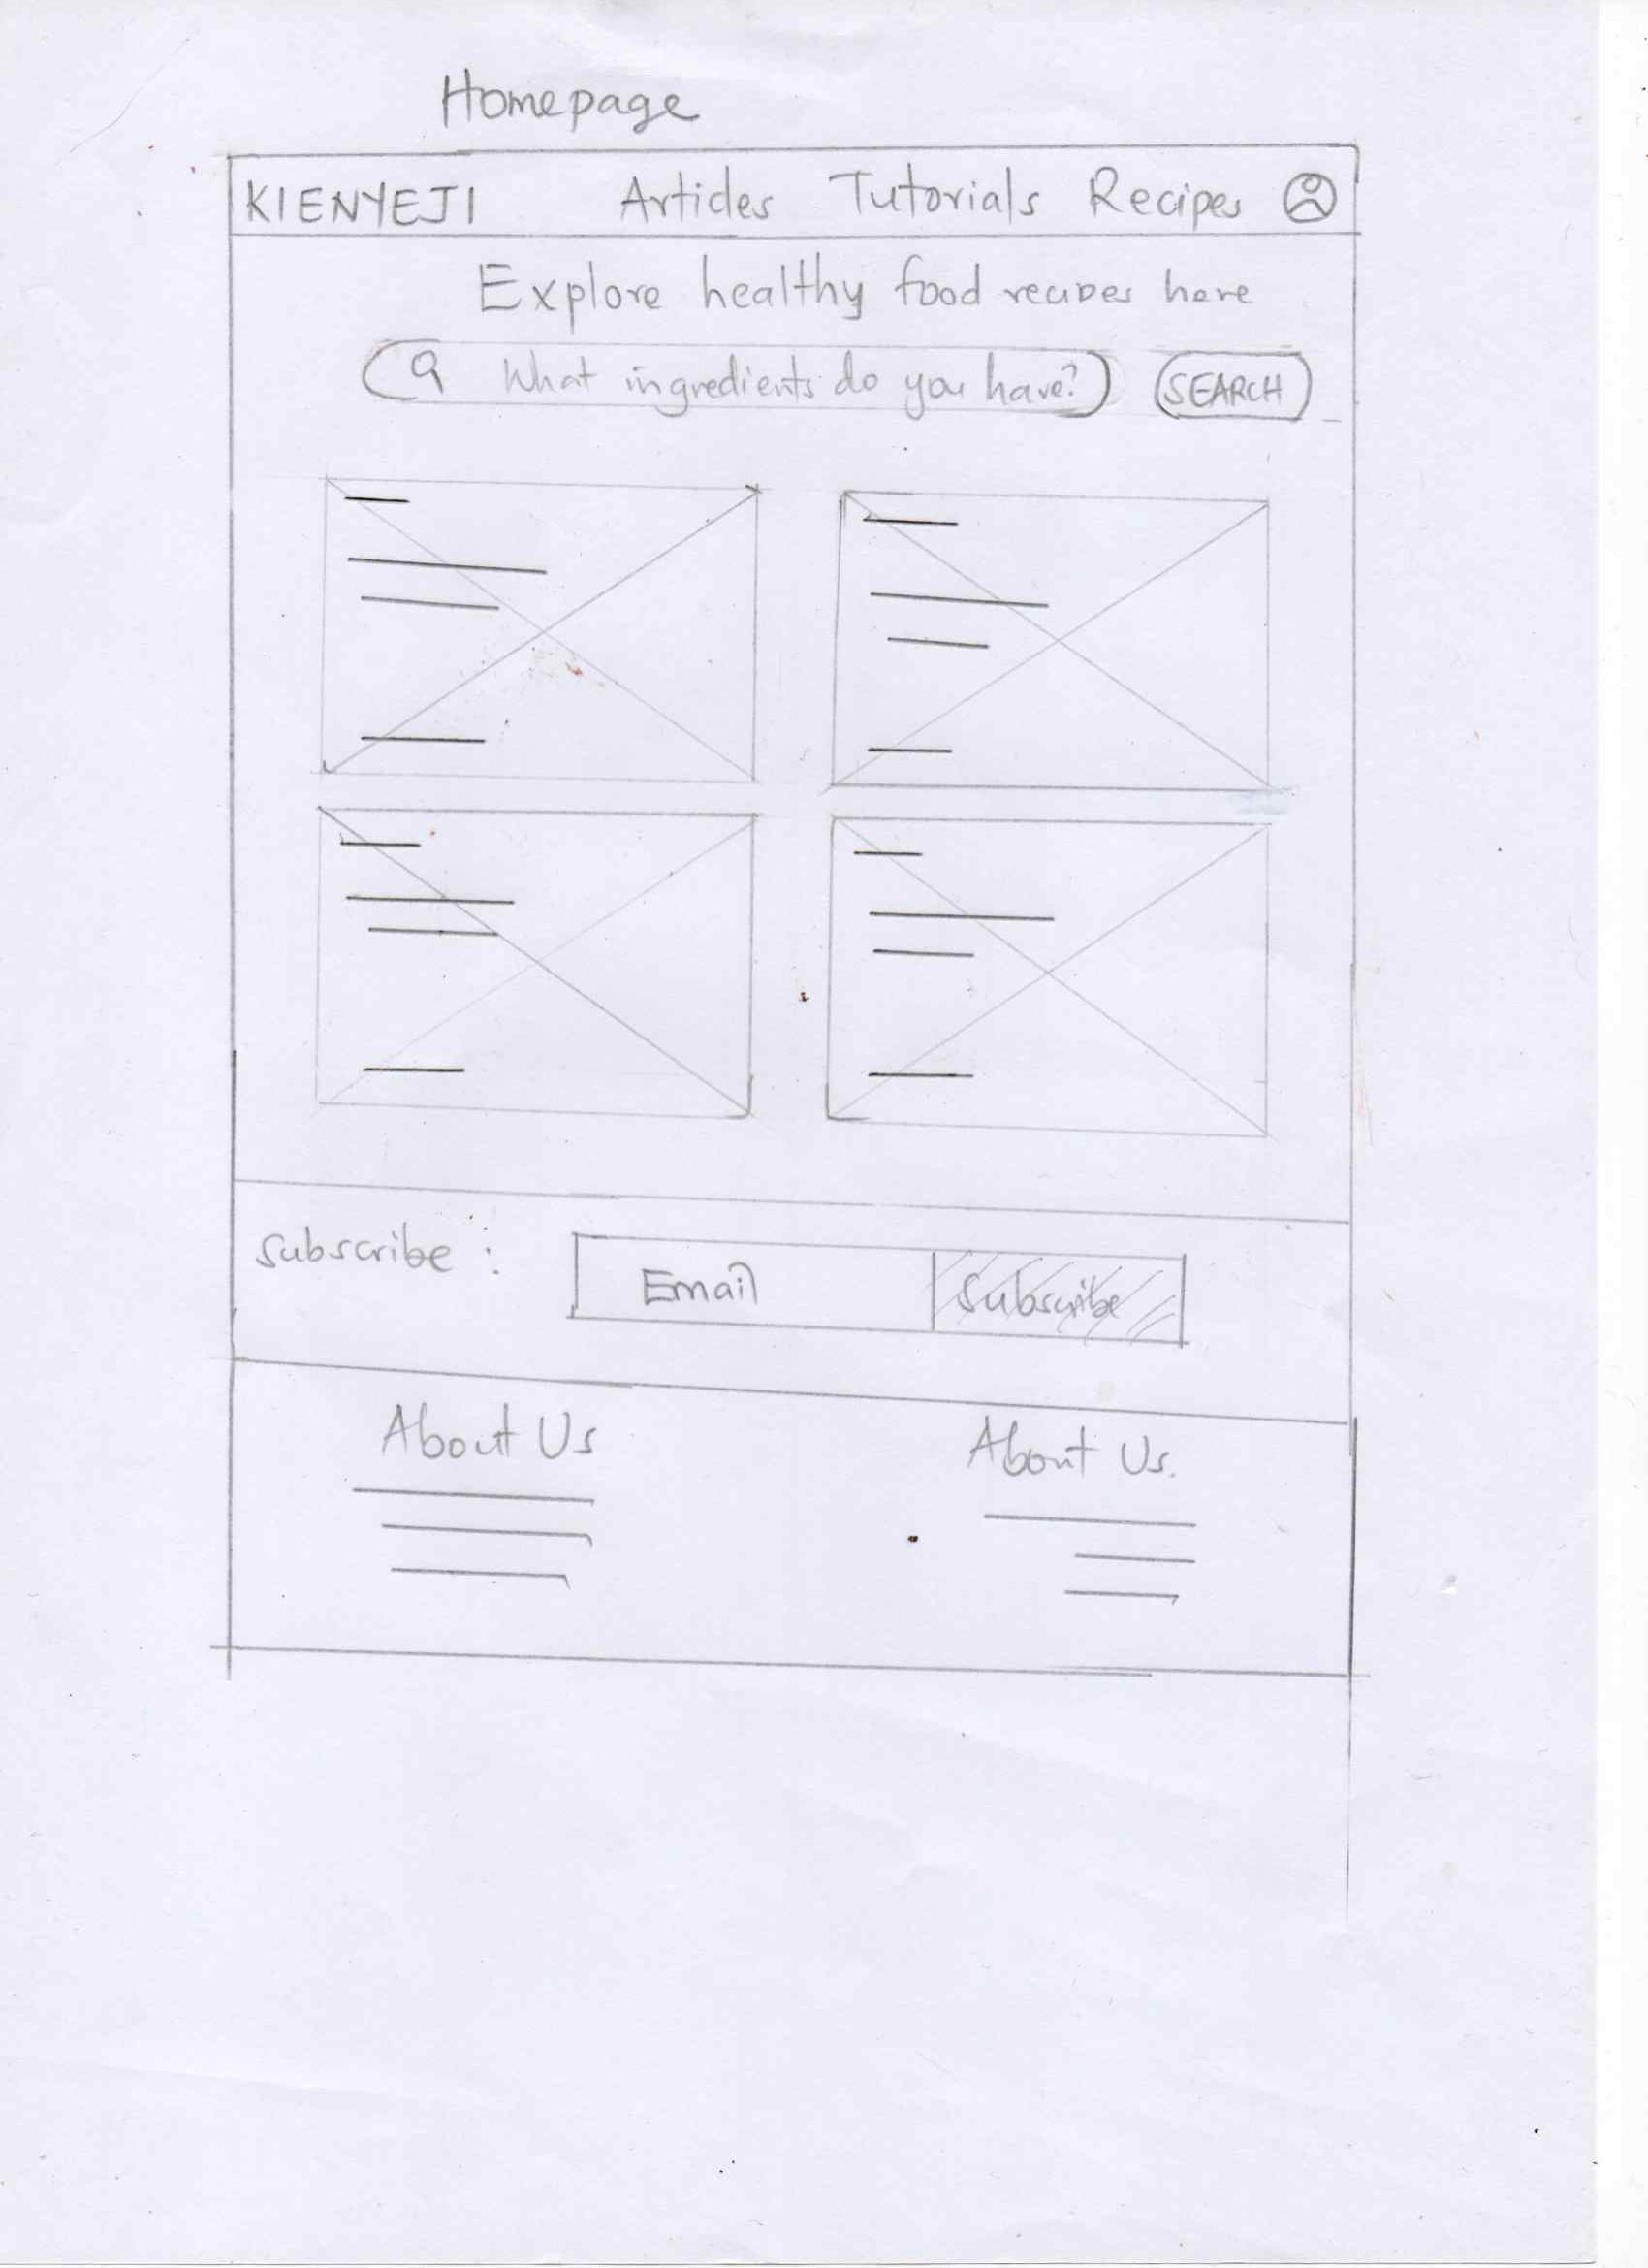 Homepage
KIENYEJI Articles Tutorials Recipes
Explore healthy food recipes here
What ingredients do you have? SEARCH
Subscribe : Email Subscribe
About Us About Us.